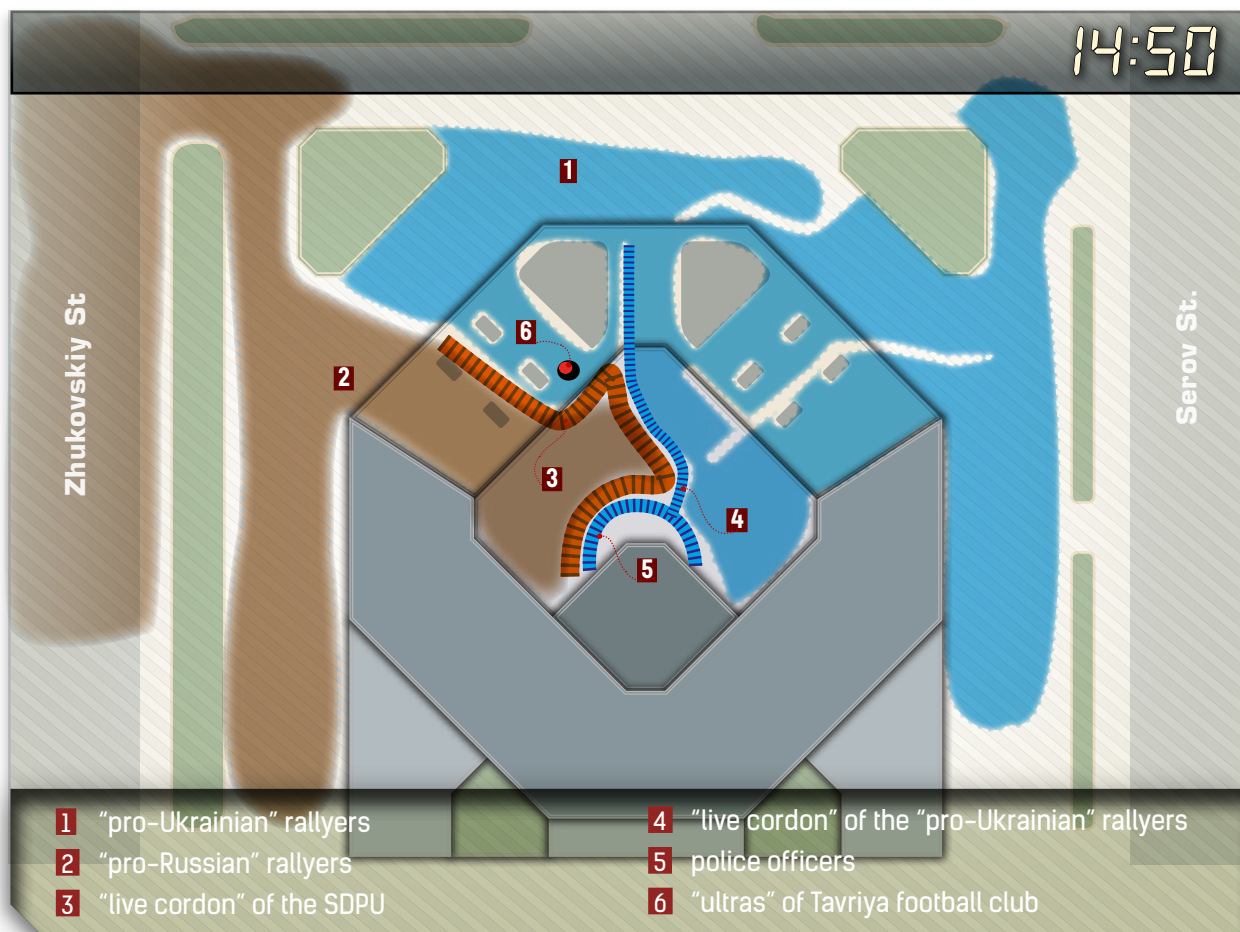 14:50
1
6
2
Zhukovskiy St
Serov St.
3
4
5
1 “pro-Ukrainian” rallyers
2 “pro-Russian” rallyers
3 “live cordon” of the SDPU
4 “live cordon” of the “pro-Ukrainian” rallyers
5 police officers
6 “ultras” of Tavriya football club